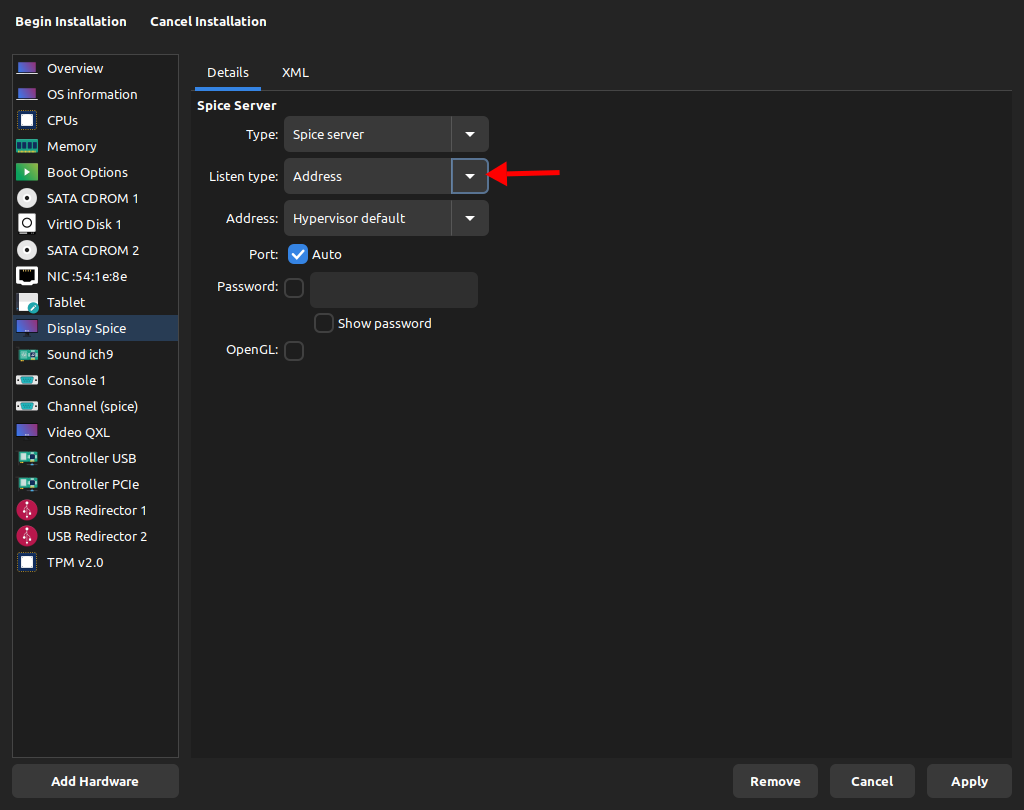 Begin Installation Cancel Installation
Overview
OS information
CPUs
Memory
Boot Options
SATA CDROM 1
VirtIO Disk 1
SATA CDROM 2
NIC :54:1e:8e
Tablet
Display Spice
Sound ich9
Console 1
Channel (spice)
Video QXL
Controller USB
Controller PCIe
USB Redirector 1
USB Redirector 2
TPM v2.0
Add Hardware
Details XML
Spice Server
Type: Spice server
Listen type: Address
Address: Hypervisor default
Port: Auto
Password:
Show password
OpenGL:
Remove Cancel Apply